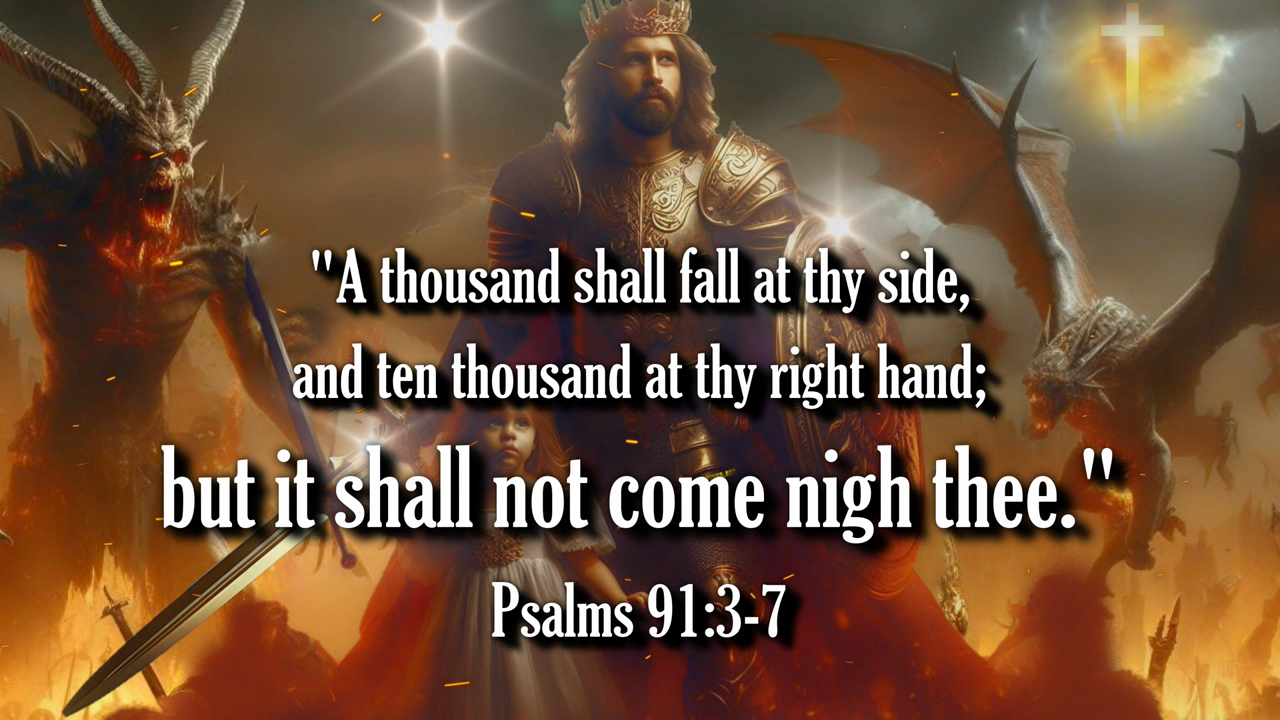 "A thousand shall fall at thy side,
and ten thousand at thy right hand;
but it shall not come nigh thee."
Psalms 91:3-7